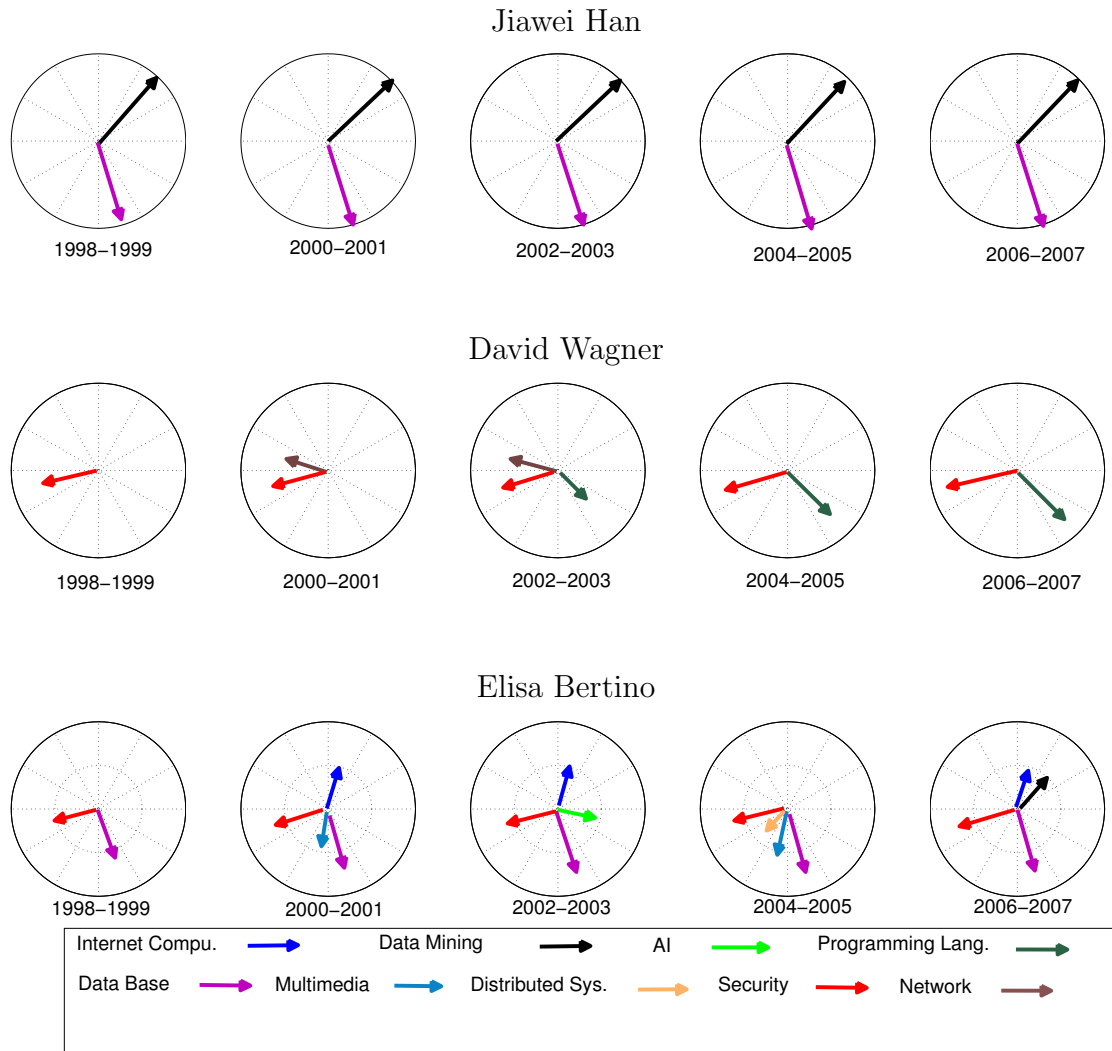 Jiawei Han
1998−1999 2000−2001 2002−2003 2004−2005 2006−2007
David Wagner
1998−1999 2000−2001 2002−2003 2004−2005 2006−2007
Elisa Bertino
1998−1999 2000−2001 2002−2003 2004−2005 2006−2007
Internet Compu. Data Mining AI Programming Lang.
Data Base Multimedia Distributed Sys. Security Network